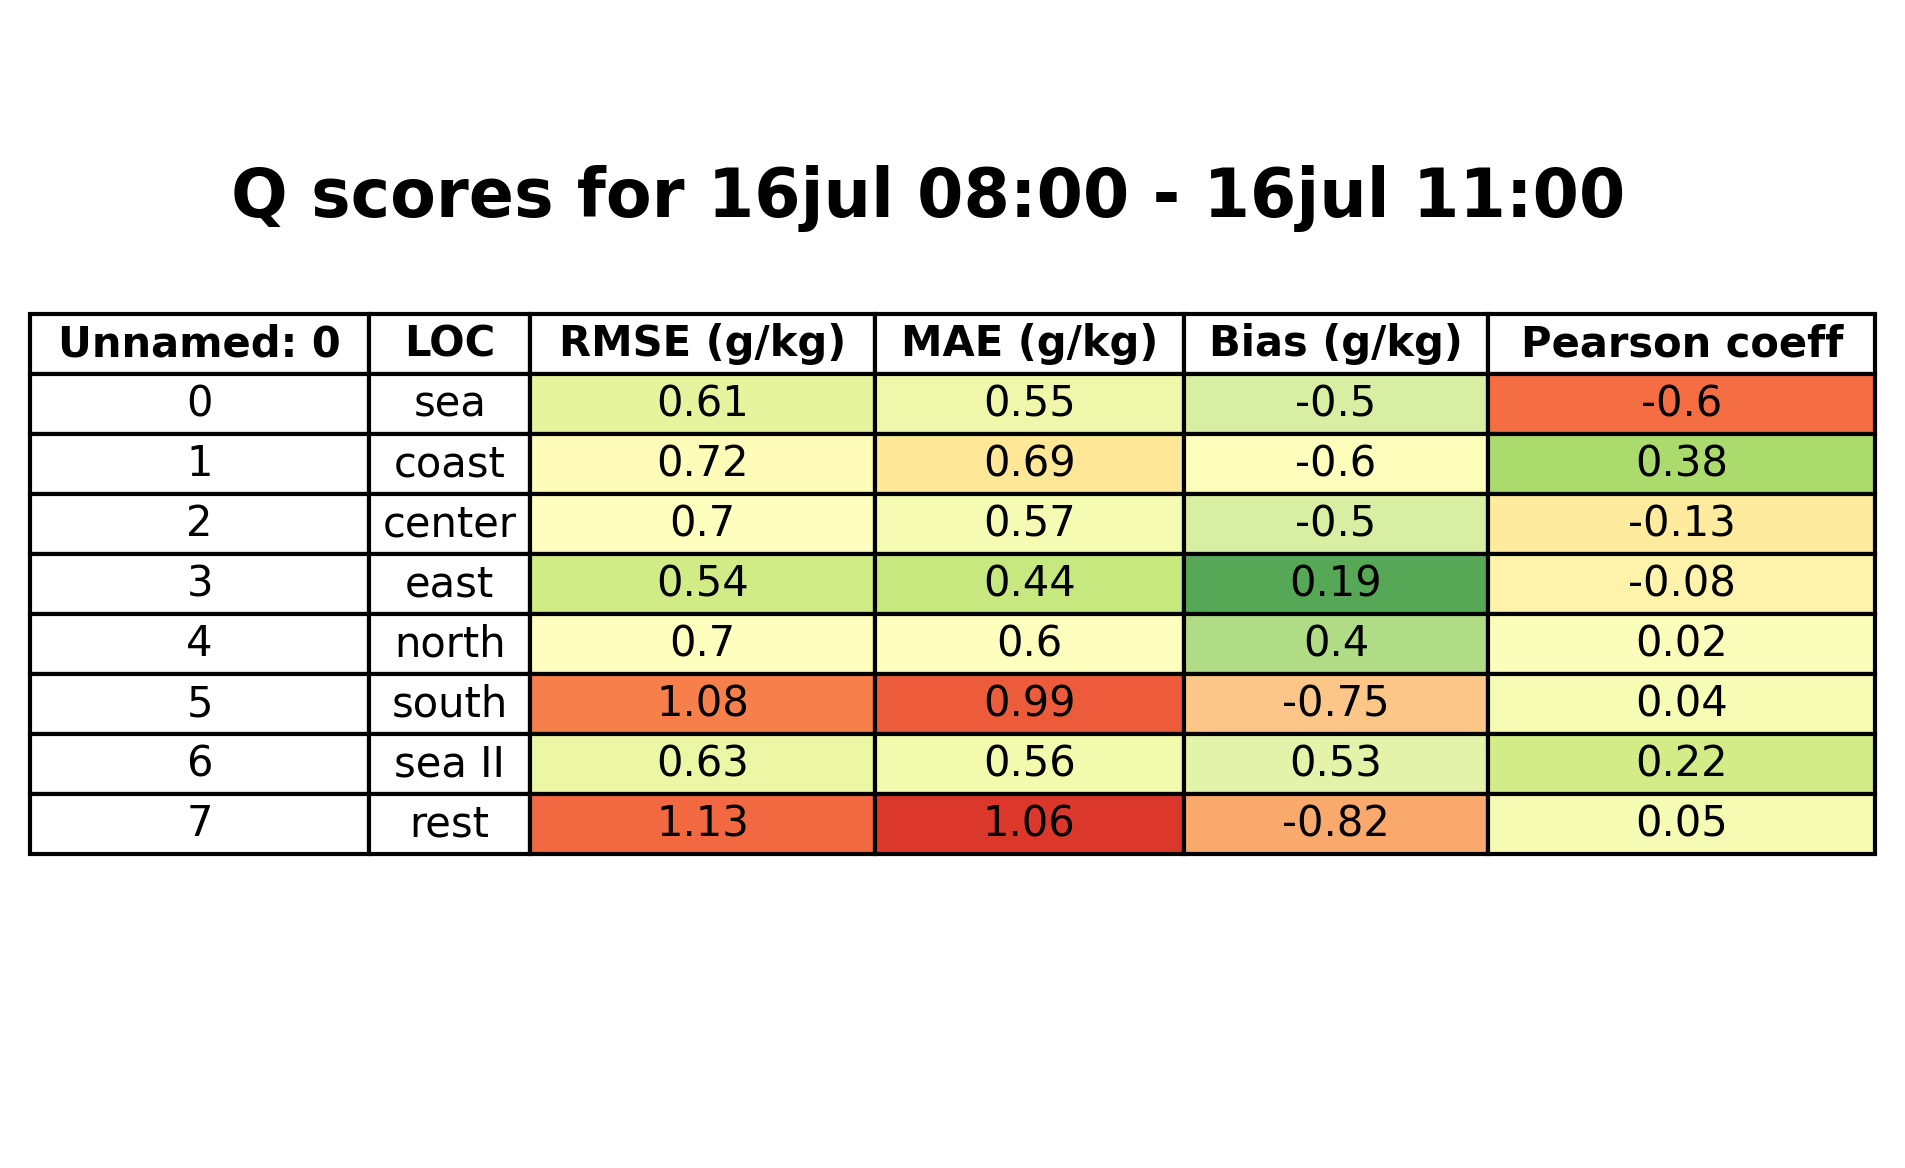 Q scores for 16jul 08:00 - 16jul 11:00
Unnamed: 0 LOC RMSE (g/kg) MAE (g/kg) Bias (g/kg) Pearson coeff
0 sea 0.61 0.55 -0.5 -0.6
1 coast 0.72 0.69 -0.6 0.38
2 center 0.7 0.57 -0.5 -0.13
3 east 0.54 0.44 0.19 -0.08
4 north 0.7 0.6 0.4 0.02
5 south 1.08 0.99 -0.75 0.04
6 sea II 0.63 0.56 0.53 0.22
7 rest 1.13 1.06 -0.82 0.05